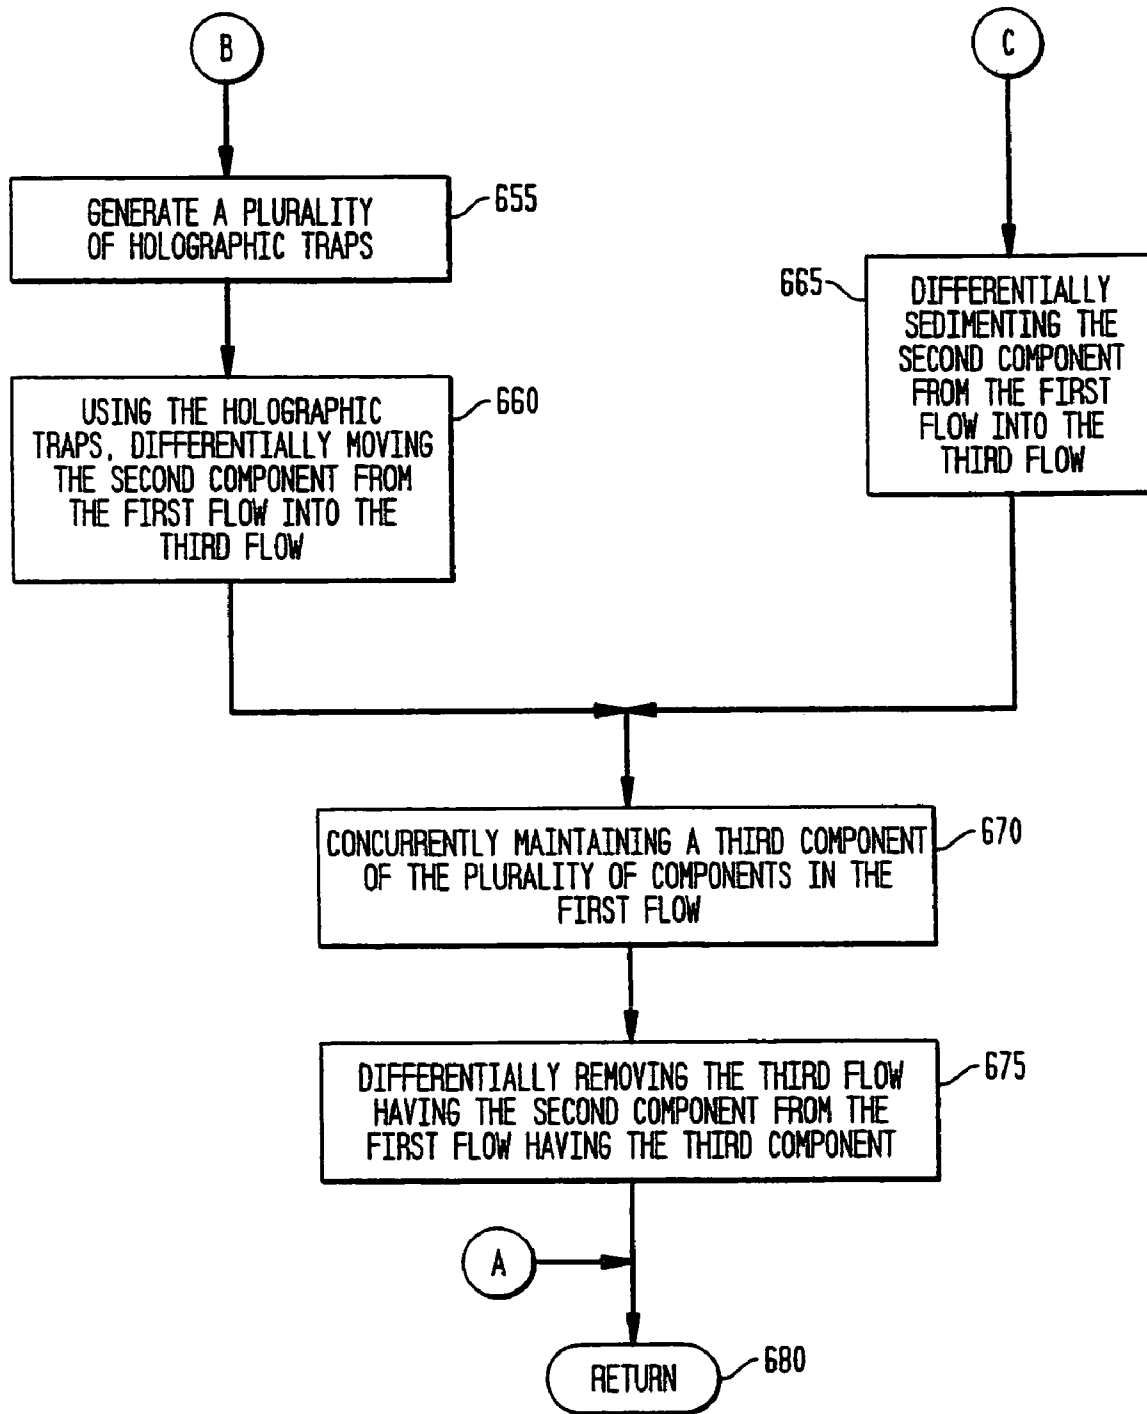 B
C
GENERATE A PLURALITY
OF HOLOGRAPHIC TRAPS
655
665
DIFFERENTIALLY
SEDIMENTING THE
SECOND COMPONENT
FROM THE FIRST
FLOW INTO THE
THIRD FLOW
USING THE HOLOGRAPHIC
TRAPS, DIFFERENTIALLY MOVING
THE SECOND COMPONENT FROM
THE FIRST FLOW INTO THE
THIRD FLOW
660
CONCURRENTLY MAINTAINING A THIRD COMPONENT
OF THE PLURALITY OF COMPONENTS IN THE
FIRST FLOW
670
DIFFERENTIALLY REMOVING THE THIRD FLOW
HAVING THE SECOND COMPONENT FROM THE
FIRST FLOW HAVING THE THIRD COMPONENT
675
A
RETURN
680